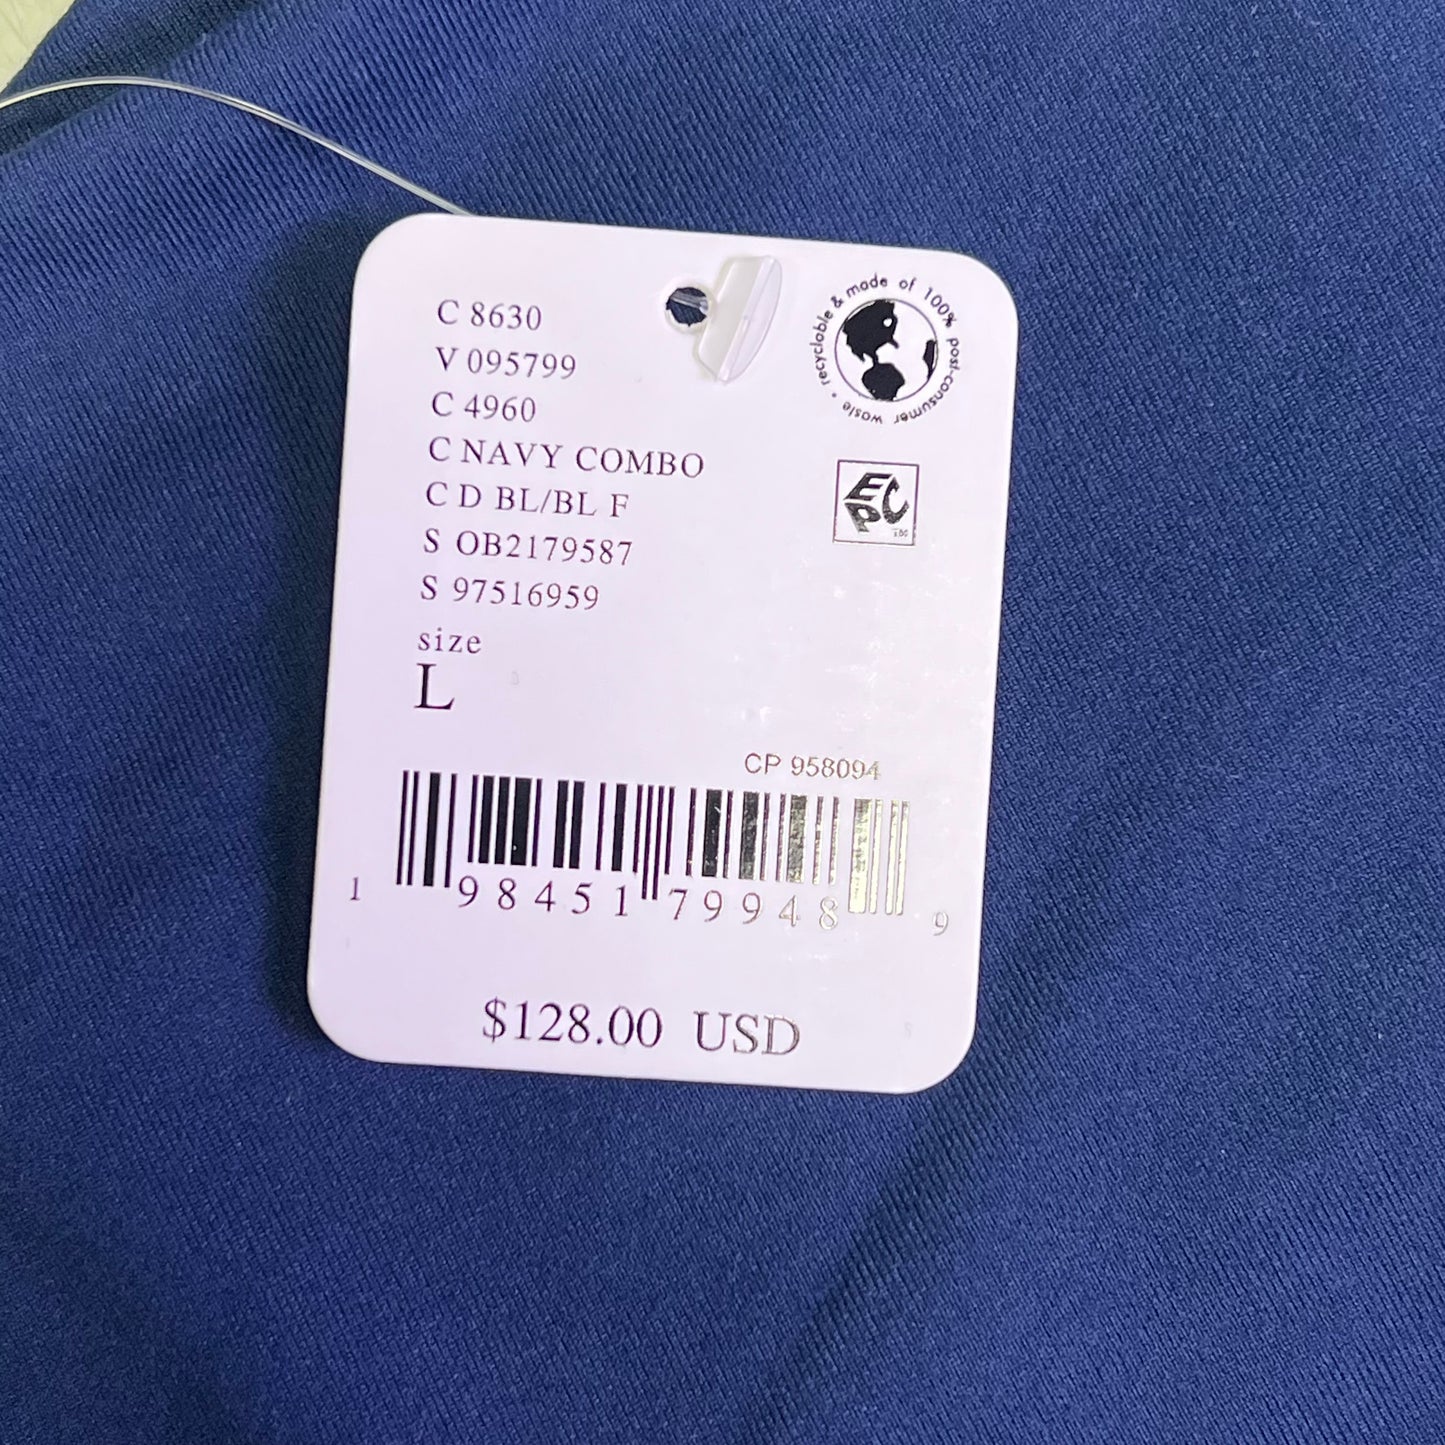 C 8630
V 095799
C 4960
C NAVY COMBO
C D BL/BL F
S OB2179587
S 97516959
size
L
recyclable & made of 100% post-consumer waste •
EPC
CP 958094
1 98451 79948 9
$128.00 USD